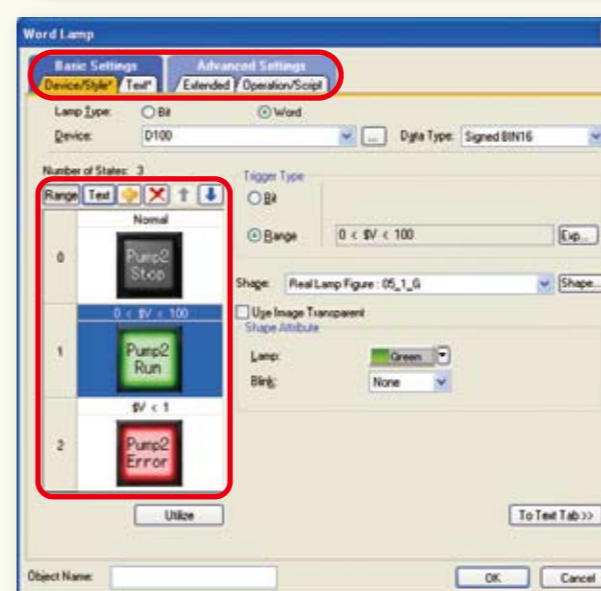 Word Lamp
Basic Settings Advanced Settings
Device/Style* Text* Extended Operation/Script
Lamp Type: Bit Word
Device: D100 ... Data Type: Signed BIN16
Number of States: 3
Range Text
Trigger Type
Bit
Range 0 < $V < 100 Exp...
Normal
0
Pump2
Stop
Shape: Real Lamp Figure : 05_1_G Shape...
Use Image Transparent
Shape Attribute
0 < $V < 100
1
Pump2
Run
Lamp: Green
Blink: None
$V < 1
2
Pump2
Error
Utilize
To Text Tab >>
Object Name:
OK Cancel